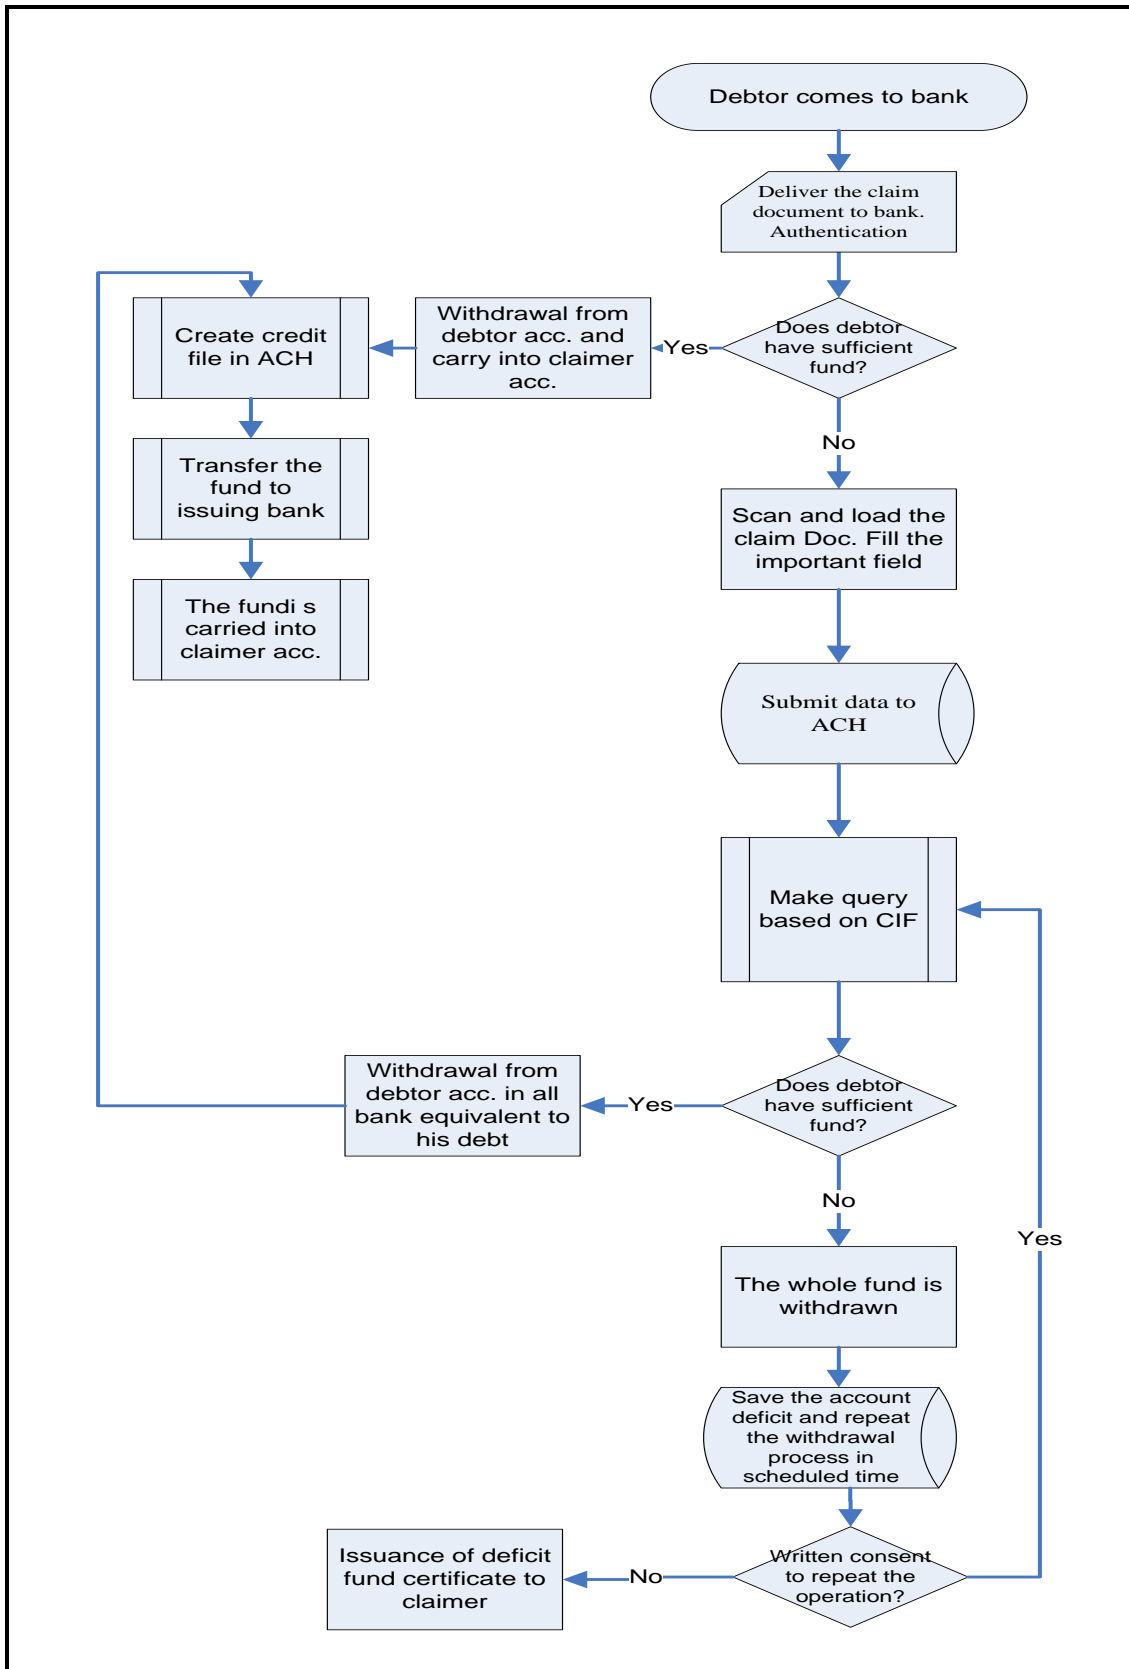 Debtor comes to bank
Deliver the claim
document to bank.
Authentication
Does debtor
have sufficient
fund?
Yes
Withdrawal from
debtor acc. and
carry into claimer
acc.
Create credit
file in ACH
Transfer the
fund to
issuing bank
The fundi s
carried into
claimer acc.
No
Scan and load the
claim Doc. Fill the
important field
Submit data to
ACH
Make query
based on CIF
Does debtor
have sufficient
fund?
Yes
Withdrawal from
debtor acc. in all
bank equivalent to
his debt
No
The whole fund is
withdrawn
Save the account
deficit and repeat
the withdrawal
process in
scheduled time
Written consent
to repeat the
operation?
Yes
No
Issuance of deficit
fund certificate to
claimer